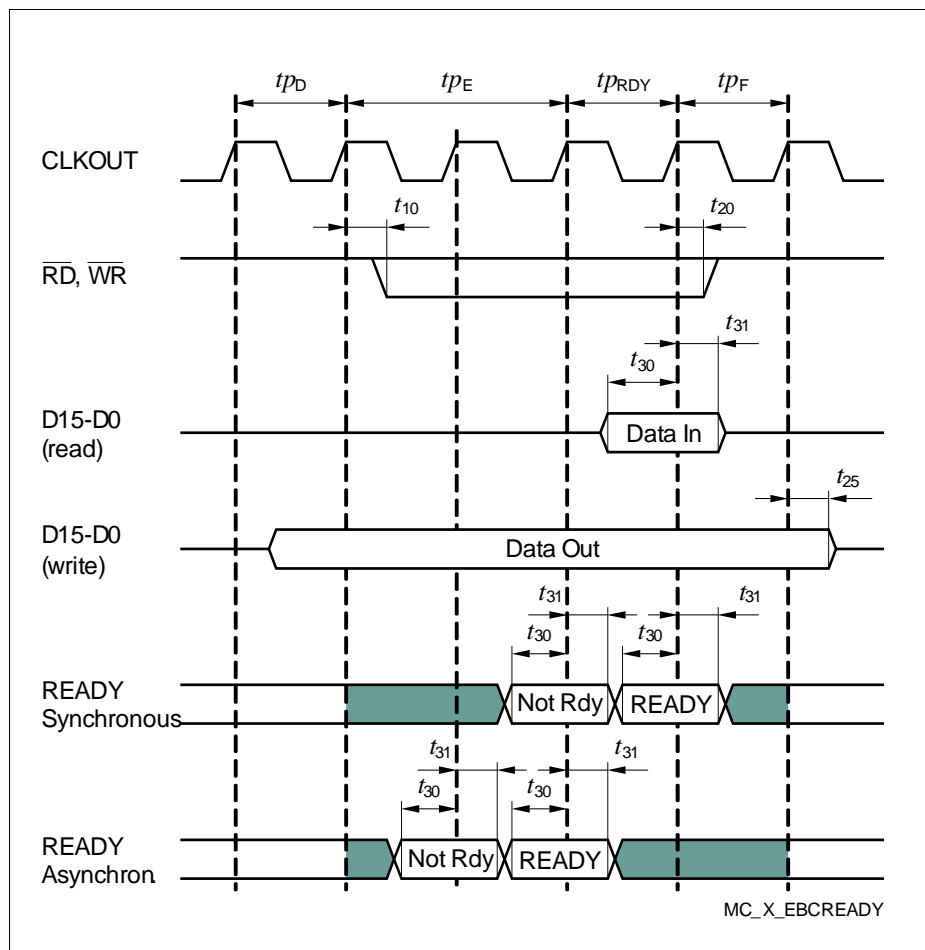 tpD tpE tpRDY tpF
CLKOUT
t10 t20
RD, WR
t31
t30
D15-D0
(read)
Data In
t25
D15-D0
(write)
Data Out
t31 t31
t30 t30
READY
Synchronous
Not Rdy READY
t31 t31
t30 t30
READY
Asynchron.
Not Rdy READY
MC_X_EBCREADY